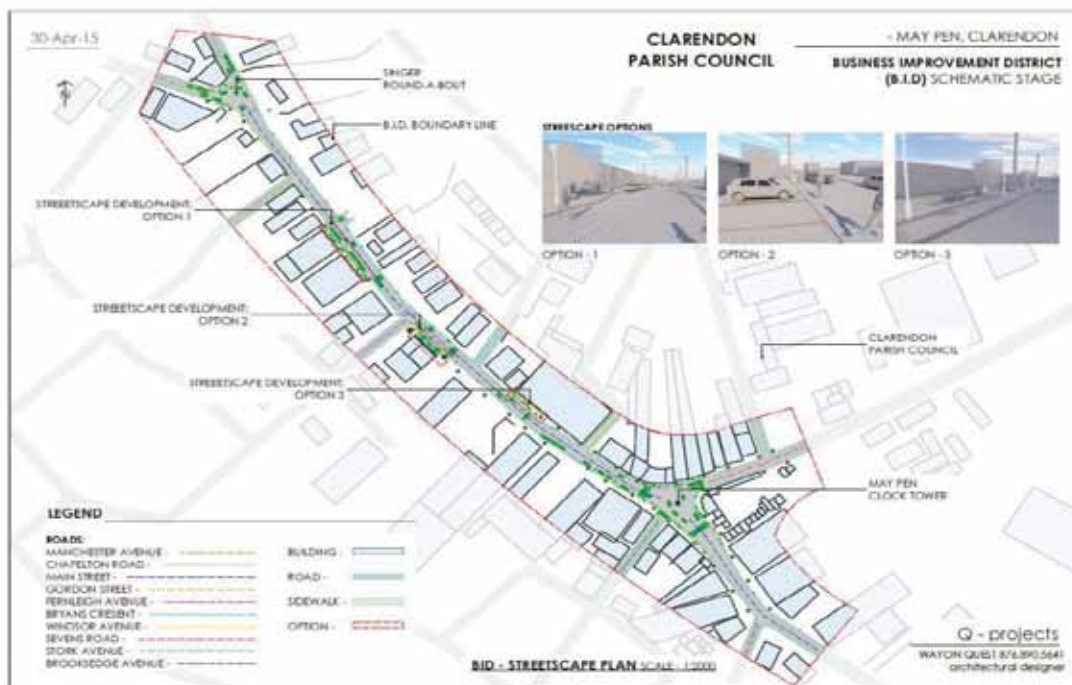 30-Apr-15
CLARENDON
PARISH COUNCIL
- MAY PEN, CLARENDON
BUSINESS IMPROVEMENT DISTRICT
(B.I.D) SCHEMATIC STAGE
SINGER
ROUND-A-BOUT
B.I.D. BOUNDARY LINE
STREETSCAPE OPTIONS
OPTION - 1
OPTION - 2
OPTION - 3
STREEETSCAPE DEVELOPMENT:
OPTION 1
STREEETSCAPE DEVELOPMENT:
OPTION 2
STREEETSCAPE DEVELOPMENT:
OPTION 3
CLARENDON
PARISH COUNCIL
MAY PEN
CLOCK TOWER
LEGEND
ROADS:
MANCHESTER AVENUE -
CHAPELTON ROAD -
MAIN STREET -
GORDON STREET -
FERNLEIGH AVENUE -
BRYANS CRESENT -
WINDSOR AVENUE -
SEVENS ROAD -
STORK AVENUE -
BROOKSEDGE AVENUE -
BUILDING -
ROAD -
SIDEWALK -
OPTION -
BID - STREETSCAPE PLAN SCALE - 1:2000
Q - projects
WAYON QUEST 876.890.5641
architectural designer